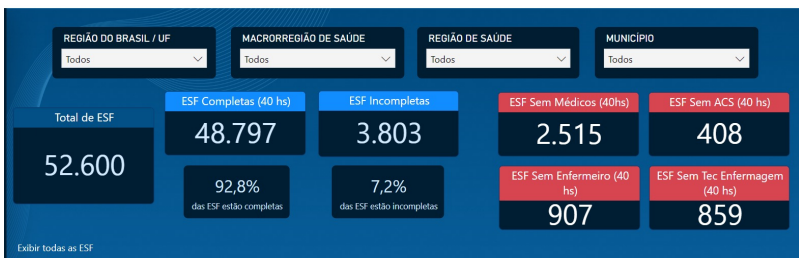 REGIÃO DO BRASIL / UF
Todos
MACRORREGIÃO DE SAÚDE
Todos
REGIÃO DE SAÚDE
Todos
MUNICÍPIO
Todos
Total de ESF
52.600
ESF Completas (40 hs)
48.797
92,8%
das ESF estão completas
ESF Incompletas
3.803
7,2%
das ESF estão incompletas
ESF Sem Médicos (40hs)
2.515
ESF Sem ACS (40 hs)
408
ESF Sem Enfermeiro (40
hs)
907
ESF Sem Tec Enfermagem
(40 hs)
859
Exibir todas as ESF